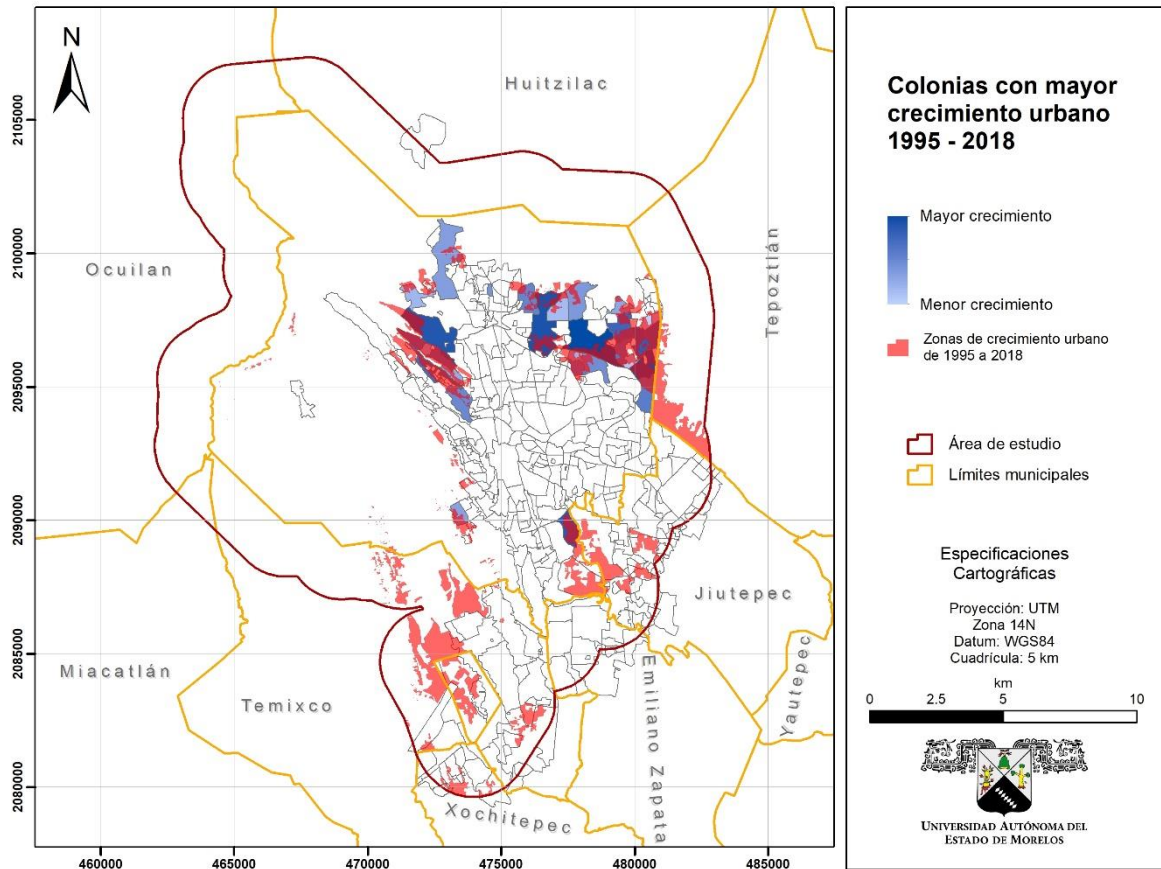 N
Huitzilac
Ocuilan
Tepoztlán
Jiutepec
Miacatlán
Temixco
Emiliano Zapata
Yautepec
Xochitepec
2105000
2100000
2095000
2090000
2085000
2080000
460000
465000
470000
475000
480000
485000
Colonias con mayor
crecimiento urbano
1995 - 2018
Mayor crecimiento
Menor crecimiento
Zonas de crecimiento urbano
de 1995 a 2018
Área de estudio
Límites municipales
Especificaciones
Cartográficas
Proyección: UTM
Zona 14N
Datum: WGS84
Cuadrícula: 5 km
km
0 2.5 5 10
UNIVERSIDAD AUTÓNOMA DEL
ESTADO DE MORELOS